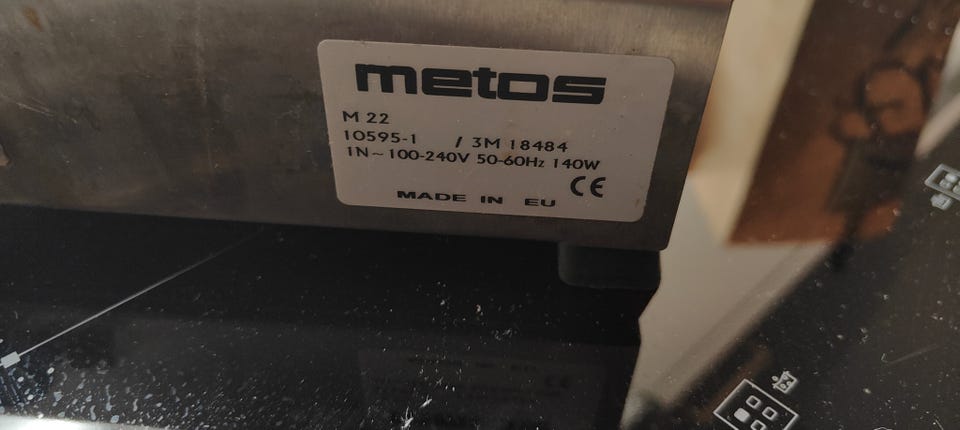 metos
M 22
10595-1 / 3M 18484
1N~ 100-240V 50-60Hz 140W
CE
MADE IN EU